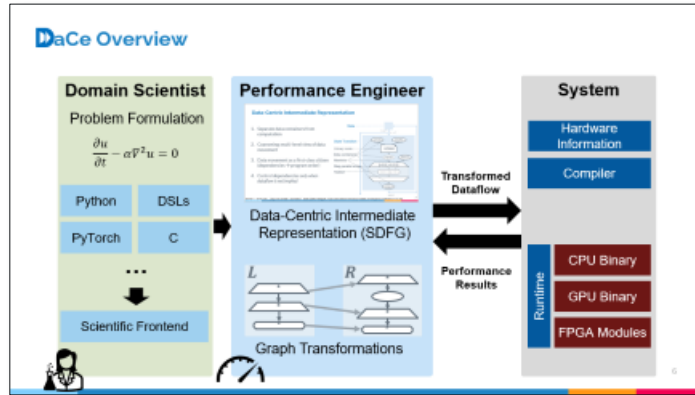 DaCe Overview
Domain Scientist
Problem Formulation
∂u/∂t − α∇²u = 0
Python
DSLs
PyTorch
C
...
Scientific Frontend
Performance Engineer
Data-Centric Intermediate Representation
Data-Centric Intermediate
Representation (SDFG)
L
R
Graph Transformations
Transformed
Dataflow
Performance
Results
System
Hardware
Information
Compiler
Runtime
CPU Binary
GPU Binary
FPGA Modules
6